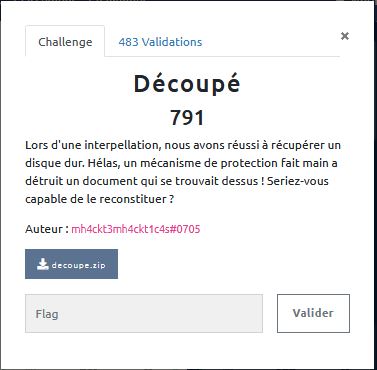 Challenge 483 Validations ×
Découpé
791
Lors d'une interpellation, nous avons réussi à récupérer un
disque dur. Hélas, un mécanisme de protection fait main a
détruit un document qui se trouvait dessus ! Seriez-vous
capable de le reconstituer ?
Auteur : mh4ckt3mh4ckt1c4s#0705
decoupe.zip
Flag Valider